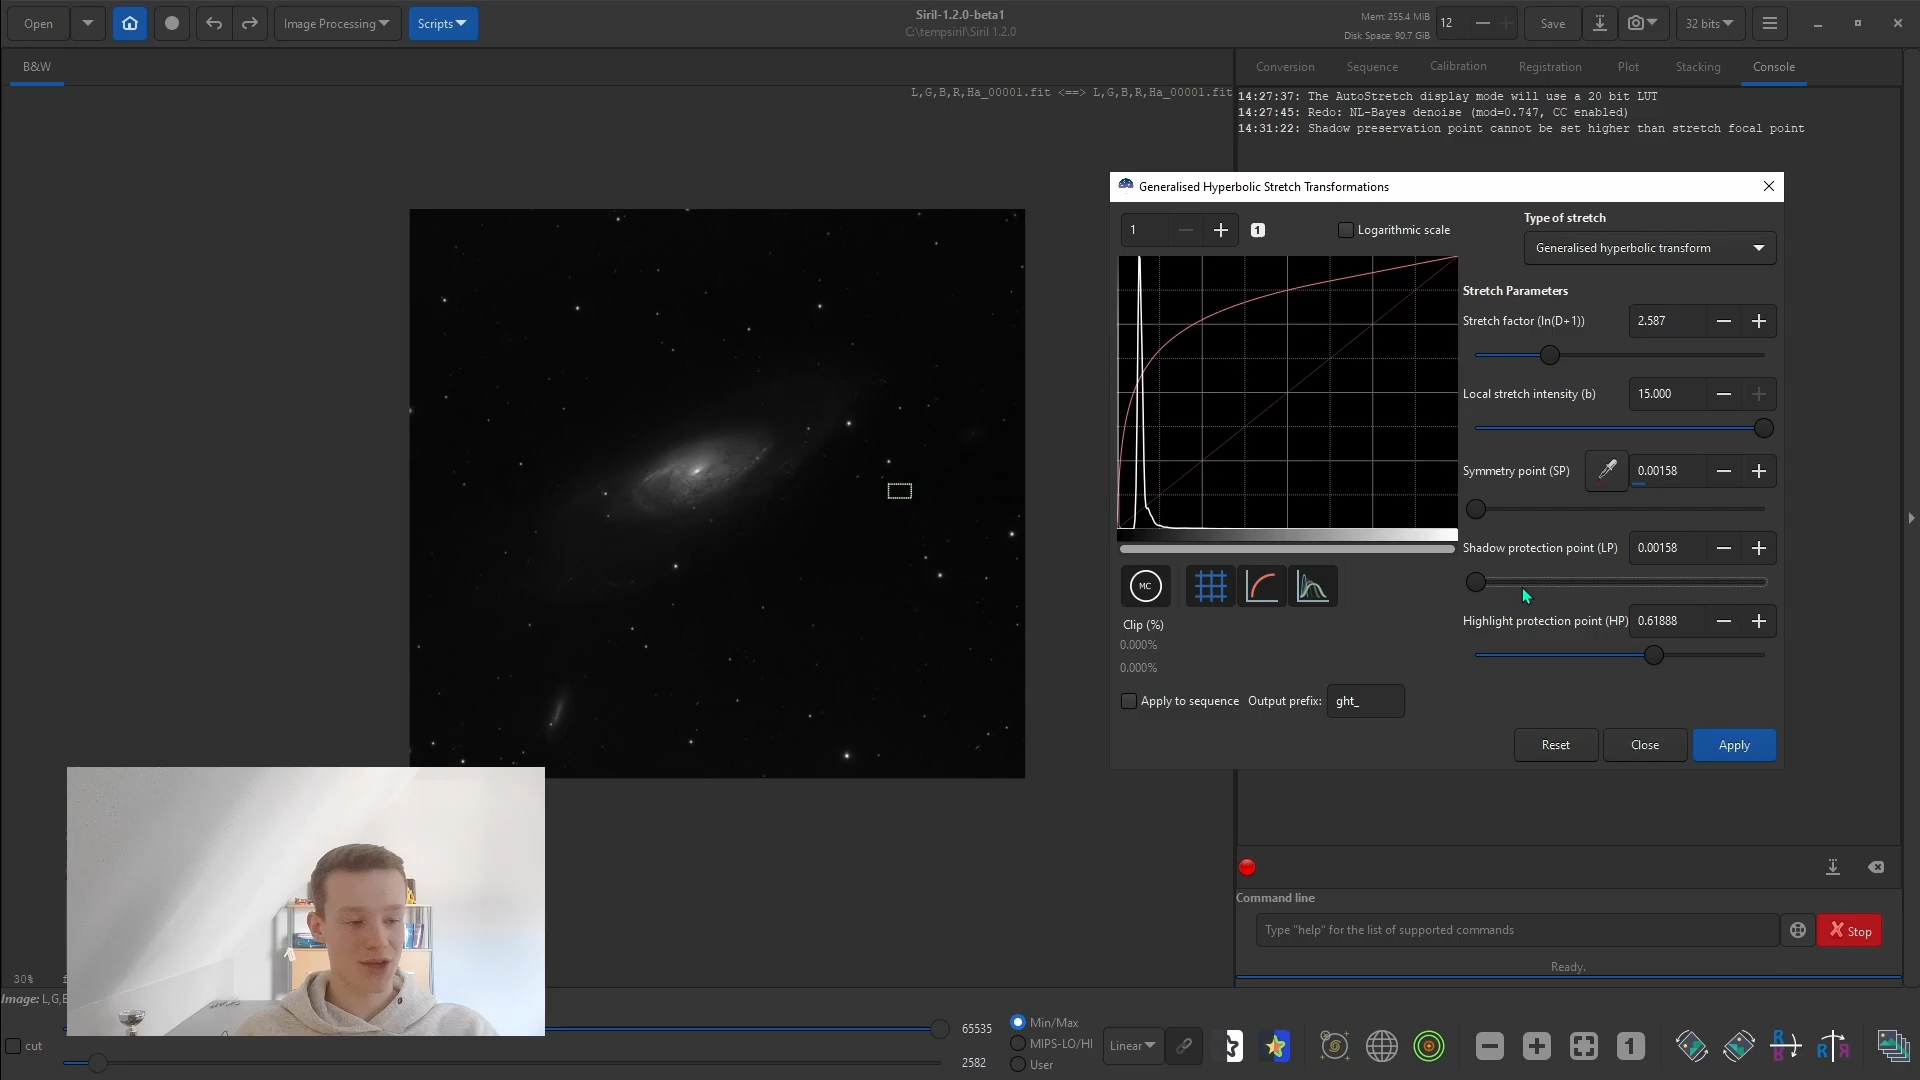 Open
Image Processing
Scripts
Siril-1.2.0-beta1
C:\tempsiril\Siril 1.2.0
Mem: 255.4 MiB
Disk Space: 90.7 GiB
12
Save
32 bits
B&W
L,G,B,R,Ha_00001.fit <==> L,G,B,R,Ha_00001.fit
Conversion
Sequence
Calibration
Registration
Plot
Stacking
Console
14:27:37: The AutoStretch display mode will use a 20 bit LUT
14:27:45: Redo: NL-Bayes denoise (mod=0.747, CC enabled)
14:31:22: Shadow preservation point cannot be set higher than stretch focal point
Generalised Hyperbolic Stretch Transformations
1
1
Logarithmic scale
Type of stretch
Generalised hyperbolic transform
Stretch Parameters
Stretch factor (ln(D+1))
2.587
Local stretch intensity (b)
15.000
Symmetry point (SP)
0.00158
Shadow protection point (LP)
0.00158
Highlight protection point (HP)
0.61888
MC
Clip (%)
0.000%
0.000%
Apply to sequence
Output prefix:
ght_
Reset
Close
Apply
Command line
Type "help" for the list of supported commands
Stop
Ready.
30%
Image: L,G,
cut
65535
2582
Min/Max
MIPS-LO/HI
User
Linear
1
R
R
R
R